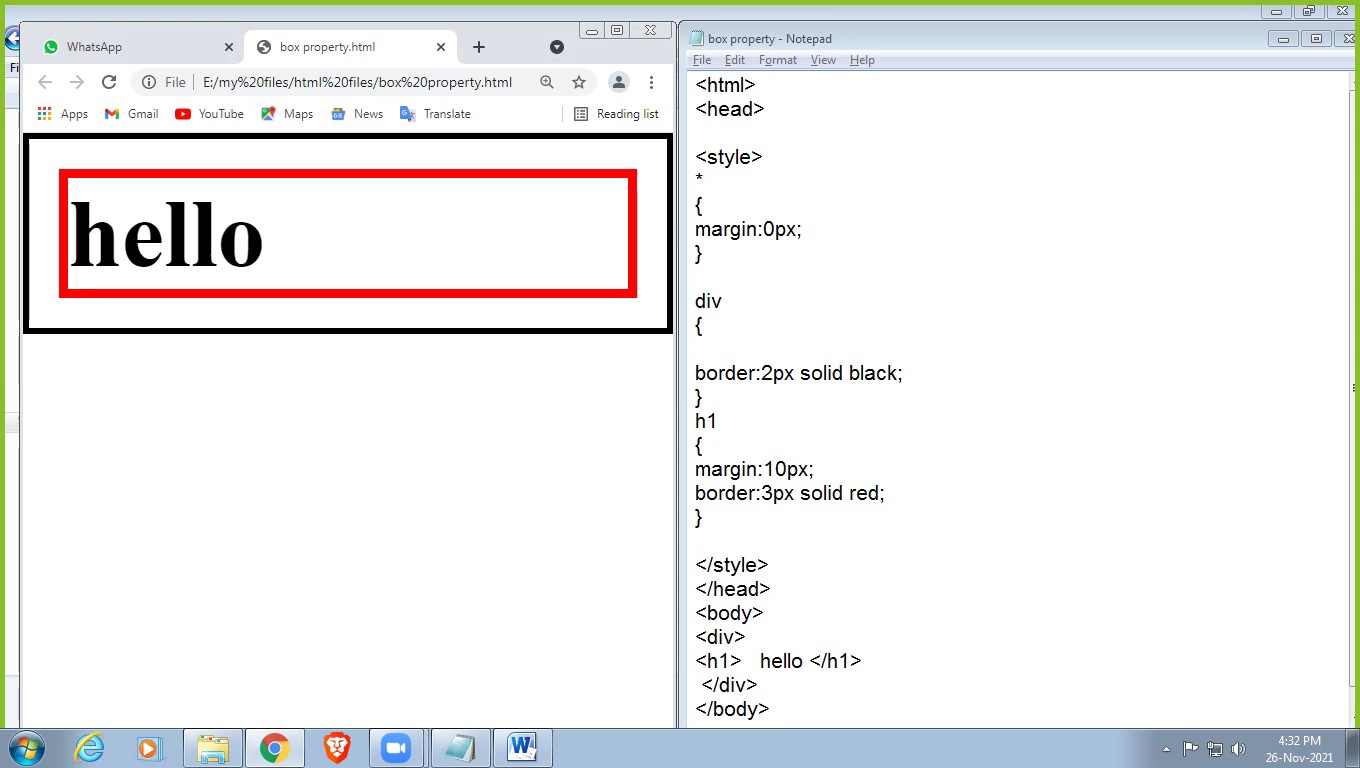 WhatsApp
box property.html
File
E:/my%20files/html%20files/box%20property.html
Apps
Gmail
YouTube
Maps
News
Translate
Reading list
hello
Fi
box property - Notepad
File Edit Format View Help
<html>
<head>
<style>
*
{
margin:0px;
}
div
{
border:2px solid black;
}
h1
{
margin:10px;
border:3px solid red;
}
</style>
</head>
<body>
<div>
<h1> hello </h1>
</div>
</body>
4:32 PM
26-Nov-2021